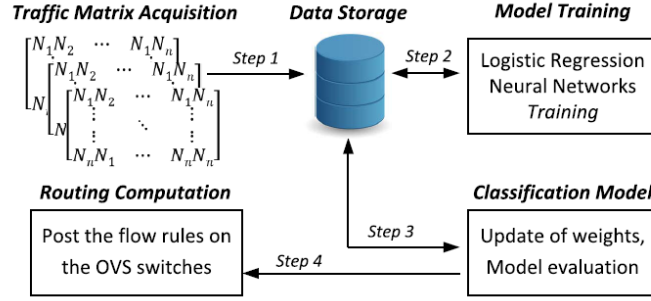 Traffic Matrix Acquisition
Data Storage
Model Training
N₁N₂ ⋯ N₁Nₙ
N₁N₂ ⋯ N₁Nₙ
N₁N₂ ⋯ N₁Nₙ
⋮ ⋱ ⋮
NₙN₁ ⋯ NₙNₙ
Step 1
Step 2
Logistic Regression
Neural Networks
Training
Routing Computation
Classification Model
Post the flow rules on
the OVS switches
Step 3
Step 4
Update of weights,
Model evaluation